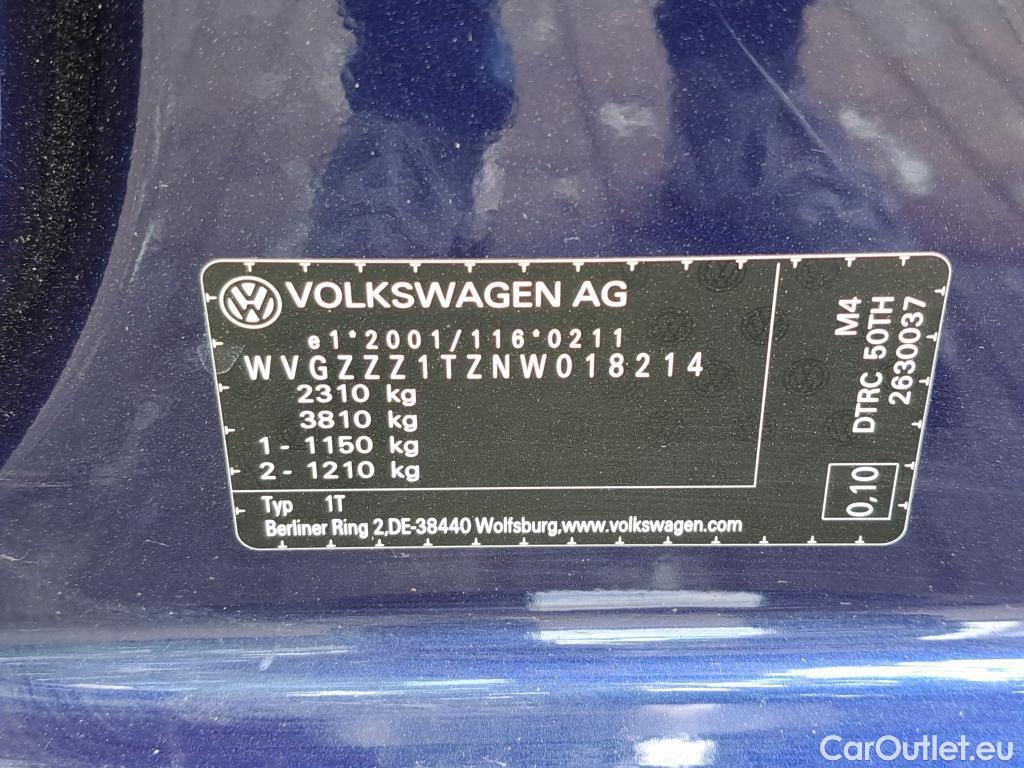 VOLKSWAGEN AG
e1*2001/116*0211
WVGZZZ1TZNW018214
2310 kg
3810 kg
1 - 1150 kg
2 - 1210 kg
Typ 1T
Berliner Ring 2,DE-38440 Wolfsburg,www.volkswagen.com
M4
DTRC 50TH
2630037
0,10
CarOutlet.eu